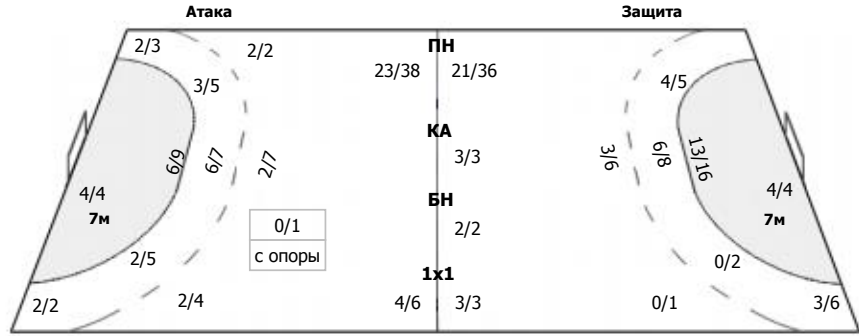 Атака Защита
2/3 2/2 ПН
23/38 21/36
3/5 4/5
КА
6/9 6/7 2/7 3/3 3/6 6/8 13/16
4/4 4/4
БН
7м 7м
0/1 2/2
с опоры
2/5 0/2
1x1
2/2 2/4 4/6 3/3 0/1 3/6